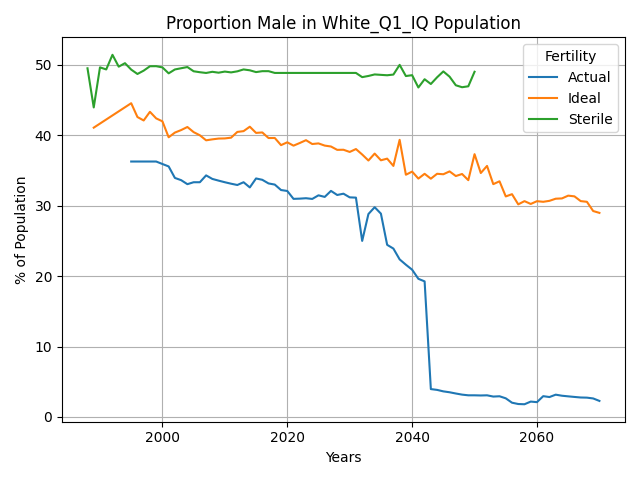 Proportion Male in White_Q1_IQ Population
% of Population
50
40
30
20
10
0
2000
2020
2040
2060
Years
Fertility
Actual
Ideal
Sterile